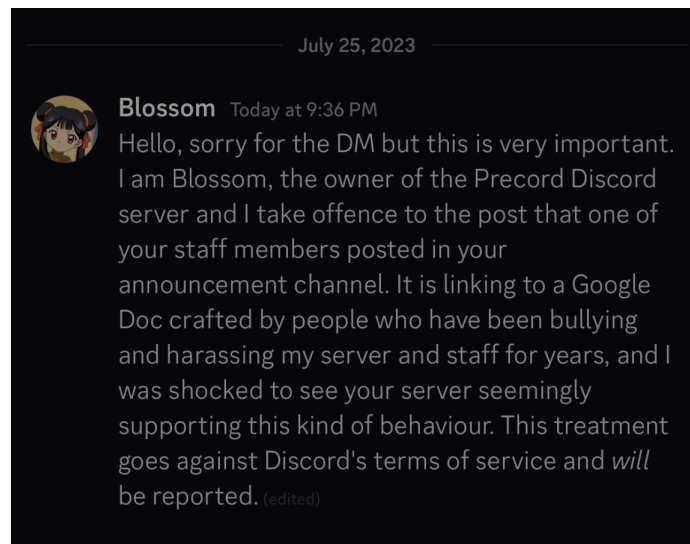 July 25, 2023
Blossom Today at 9:36 PM
Hello, sorry for the DM but this is very important.
I am Blossom, the owner of the Precord Discord
server and I take offence to the post that one of
your staff members posted in your
announcement channel. It is linking to a Google
Doc crafted by people who have been bullying
and harassing my server and staff for years, and I
was shocked to see your server seemingly
supporting this kind of behaviour. This treatment
goes against Discord's terms of service and will
be reported. (edited)